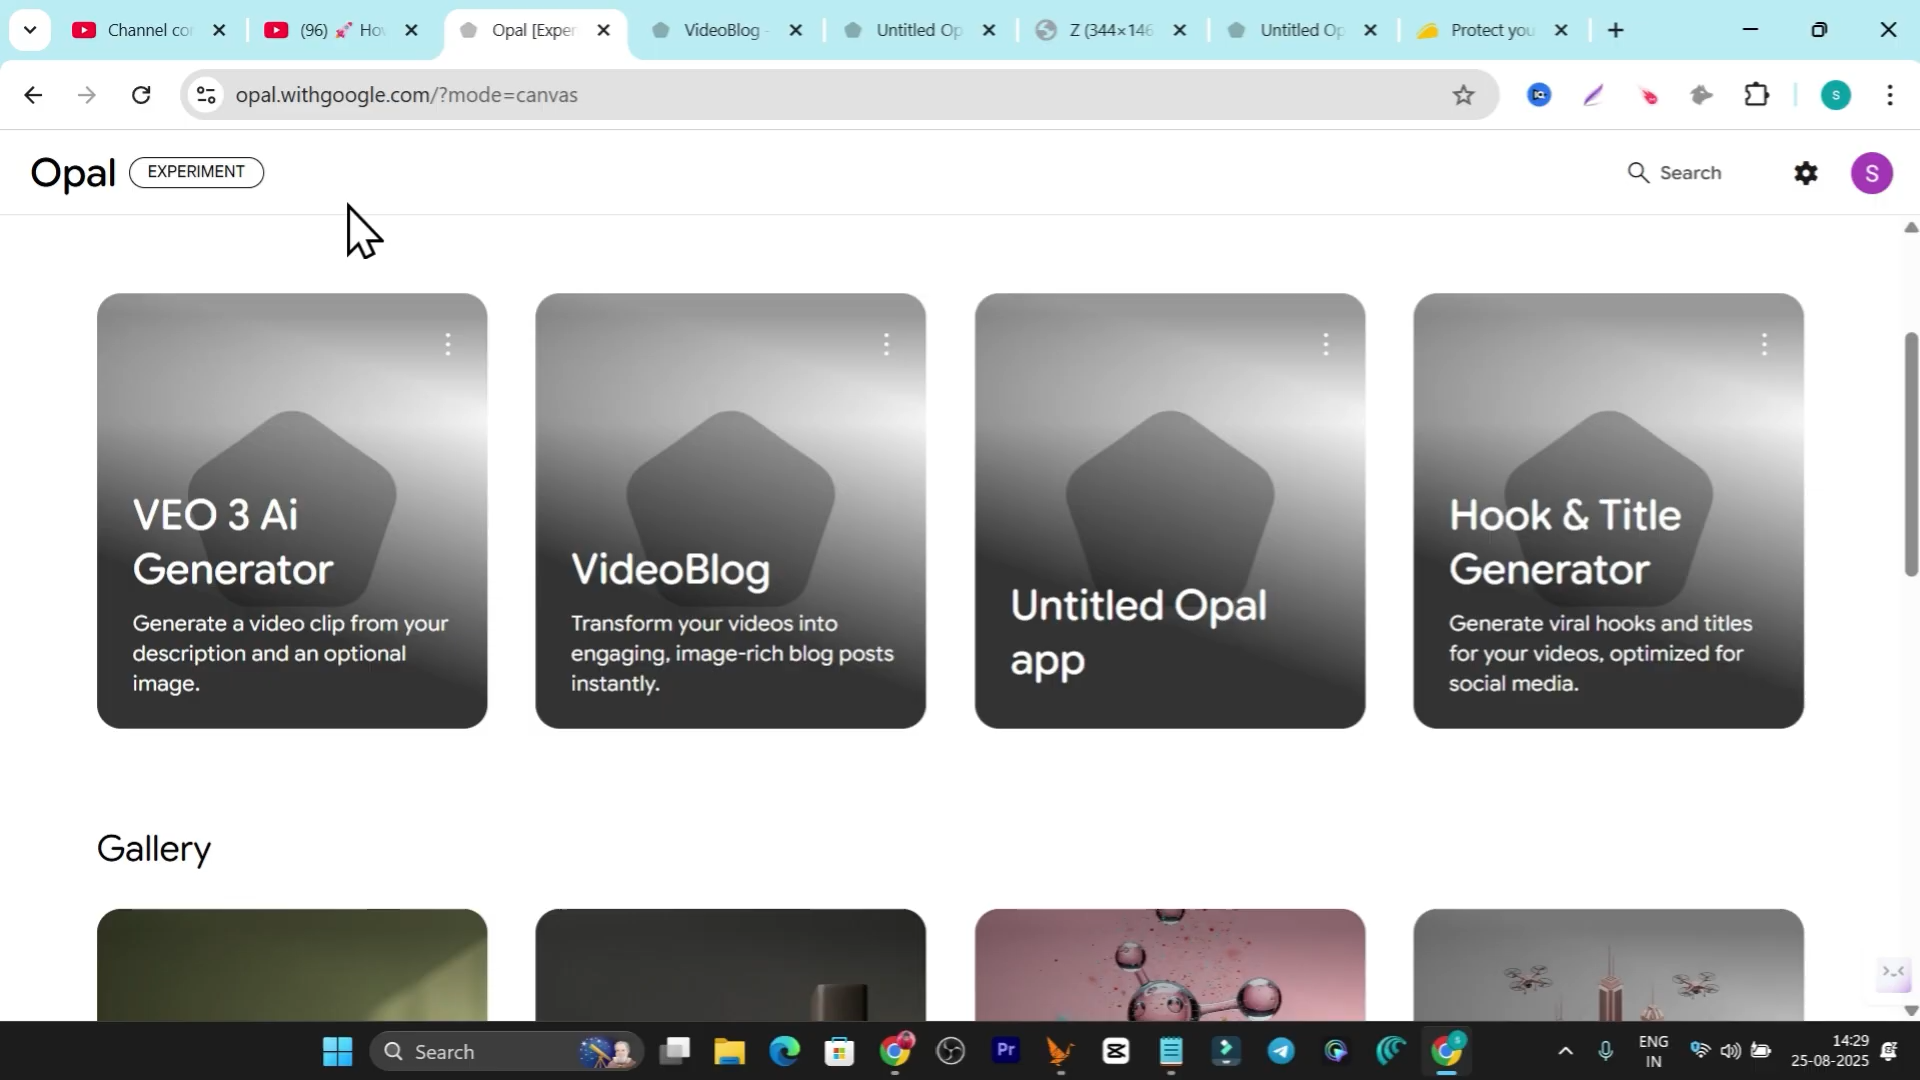 Channel co
(96) 🚀 Ho
Opal [Exper
VideoBlog -
Untitled Op
Z (344×146
Untitled Op
Protect you
opal.withgoogle.com/?mode=canvas
S
Opal EXPERIMENT
Search
S
VEO 3 Ai
Generator
Generate a video clip from your
description and an optional
image.
VideoBlog
Transform your videos into
engaging, image-rich blog posts
instantly.
Untitled Opal
app
Hook & Title
Generator
Generate viral hooks and titles
for your videos, optimized for
social media.
Gallery
Search
Pr
ENG
IN
14:29
25-08-2025